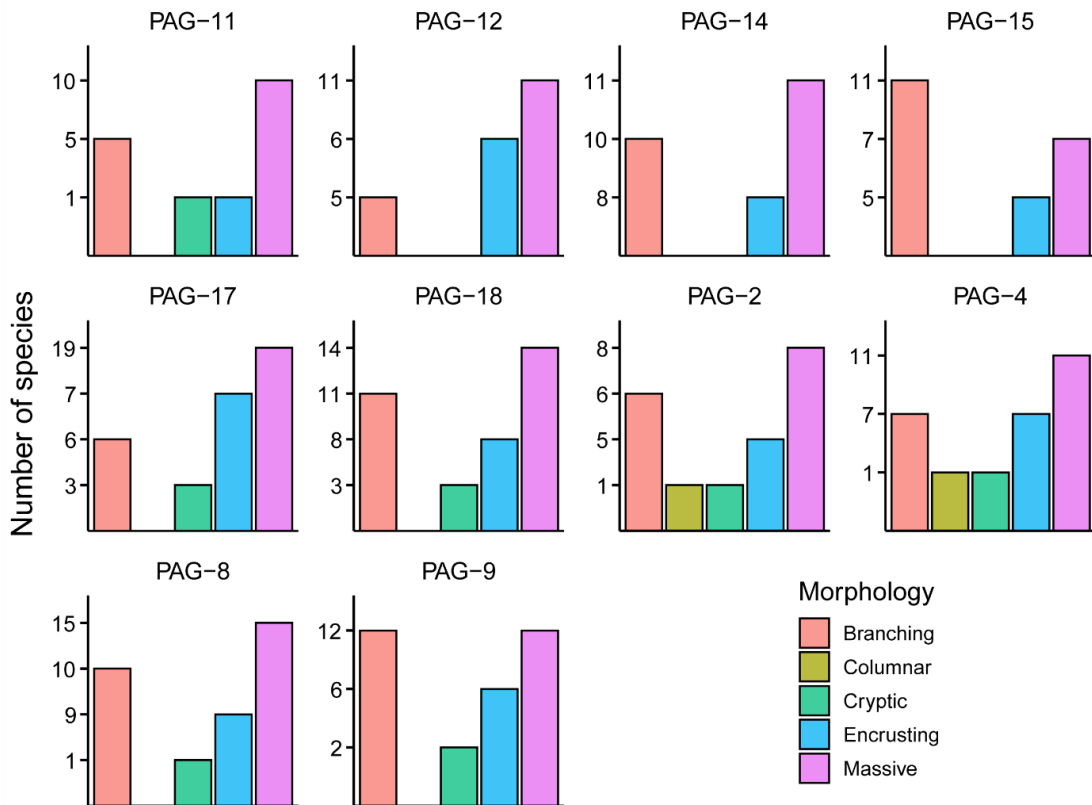 PAG−11
PAG−12
PAG−14
PAG−15
10
5
1
11
6
5
11
10
8
11
7
5
Number of species
PAG−17
PAG−18
PAG−2
PAG−4
19
7
6
3
14
11
8
3
8
6
5
1
11
7
1
PAG−8
PAG−9
15
10
9
1
12
6
2
Morphology
Branching
Columnar
Cryptic
Encrusting
Massive